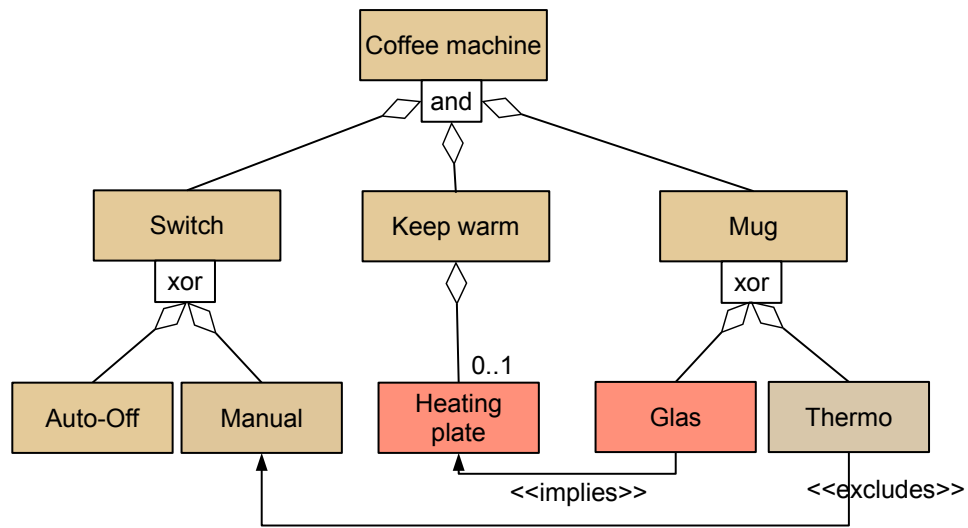 Coffee machine
and
Switch
Keep warm
Mug
xor
xor
0..1
Auto-Off
Manual
Heating
plate
Glas
Thermo
<<implies>>
<<excludes>>